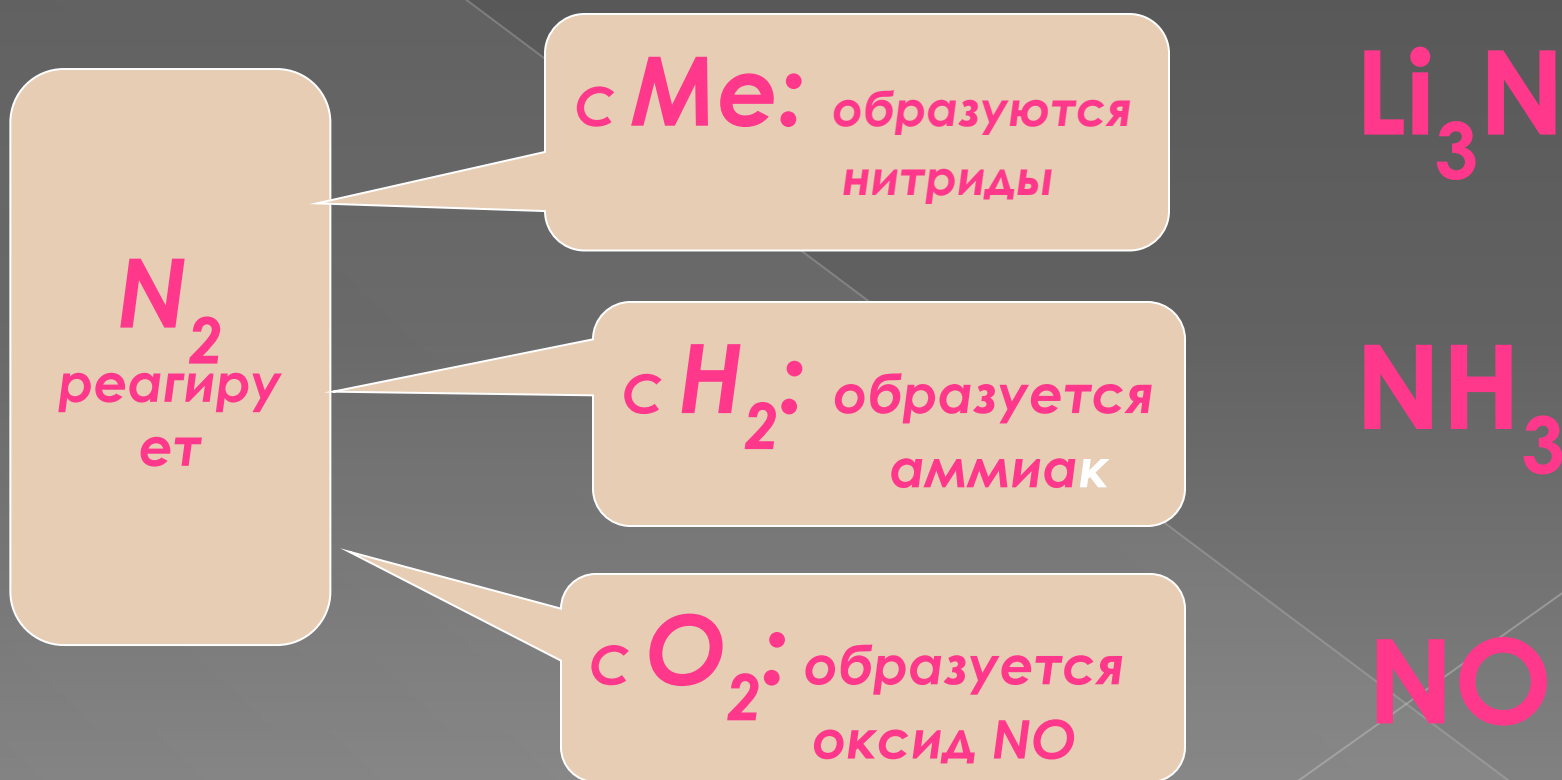 N₂
реагиру
ет
с Me: образуются
нитриды
Li₃N
с H₂: образуется
аммиак
NH₃
с O₂: образуется
оксид NO
NO